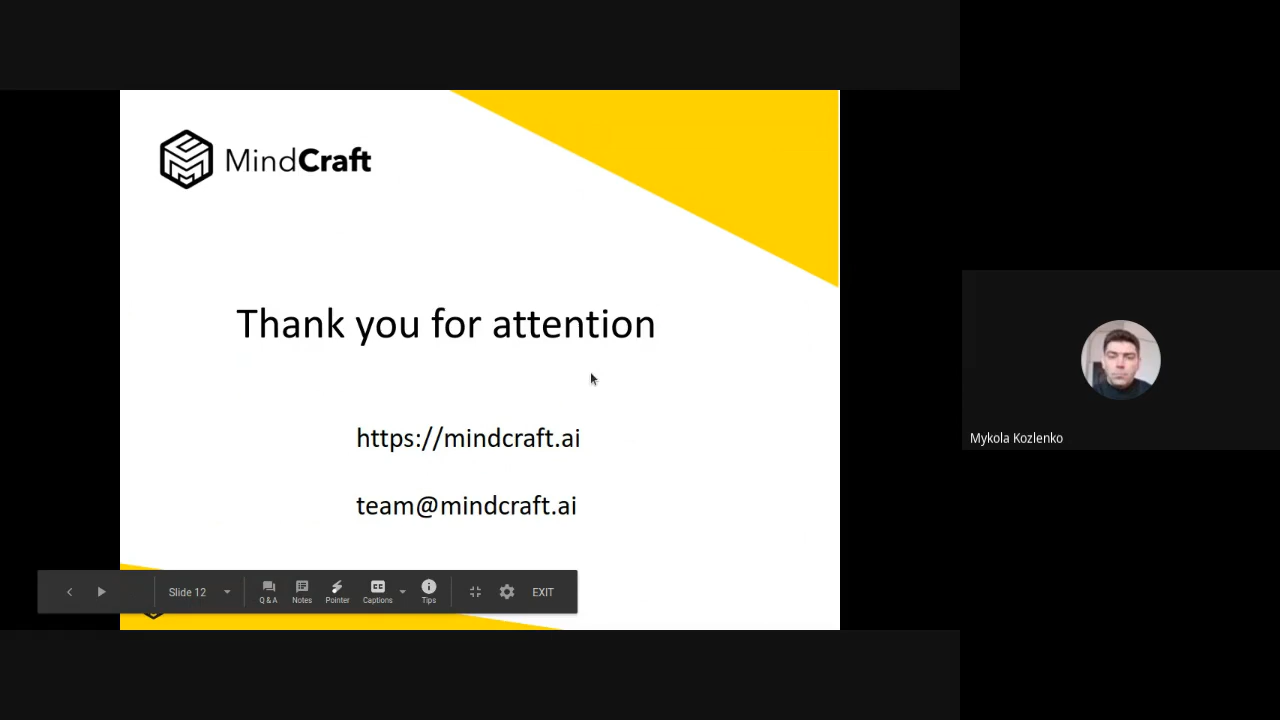 MindCraft
Thank you for attention
https://mindcraft.ai
team@mindcraft.ai
Slide 12
Q & A
Notes
Pointer
Captions
Tips
EXIT
Mykola Kozlenko